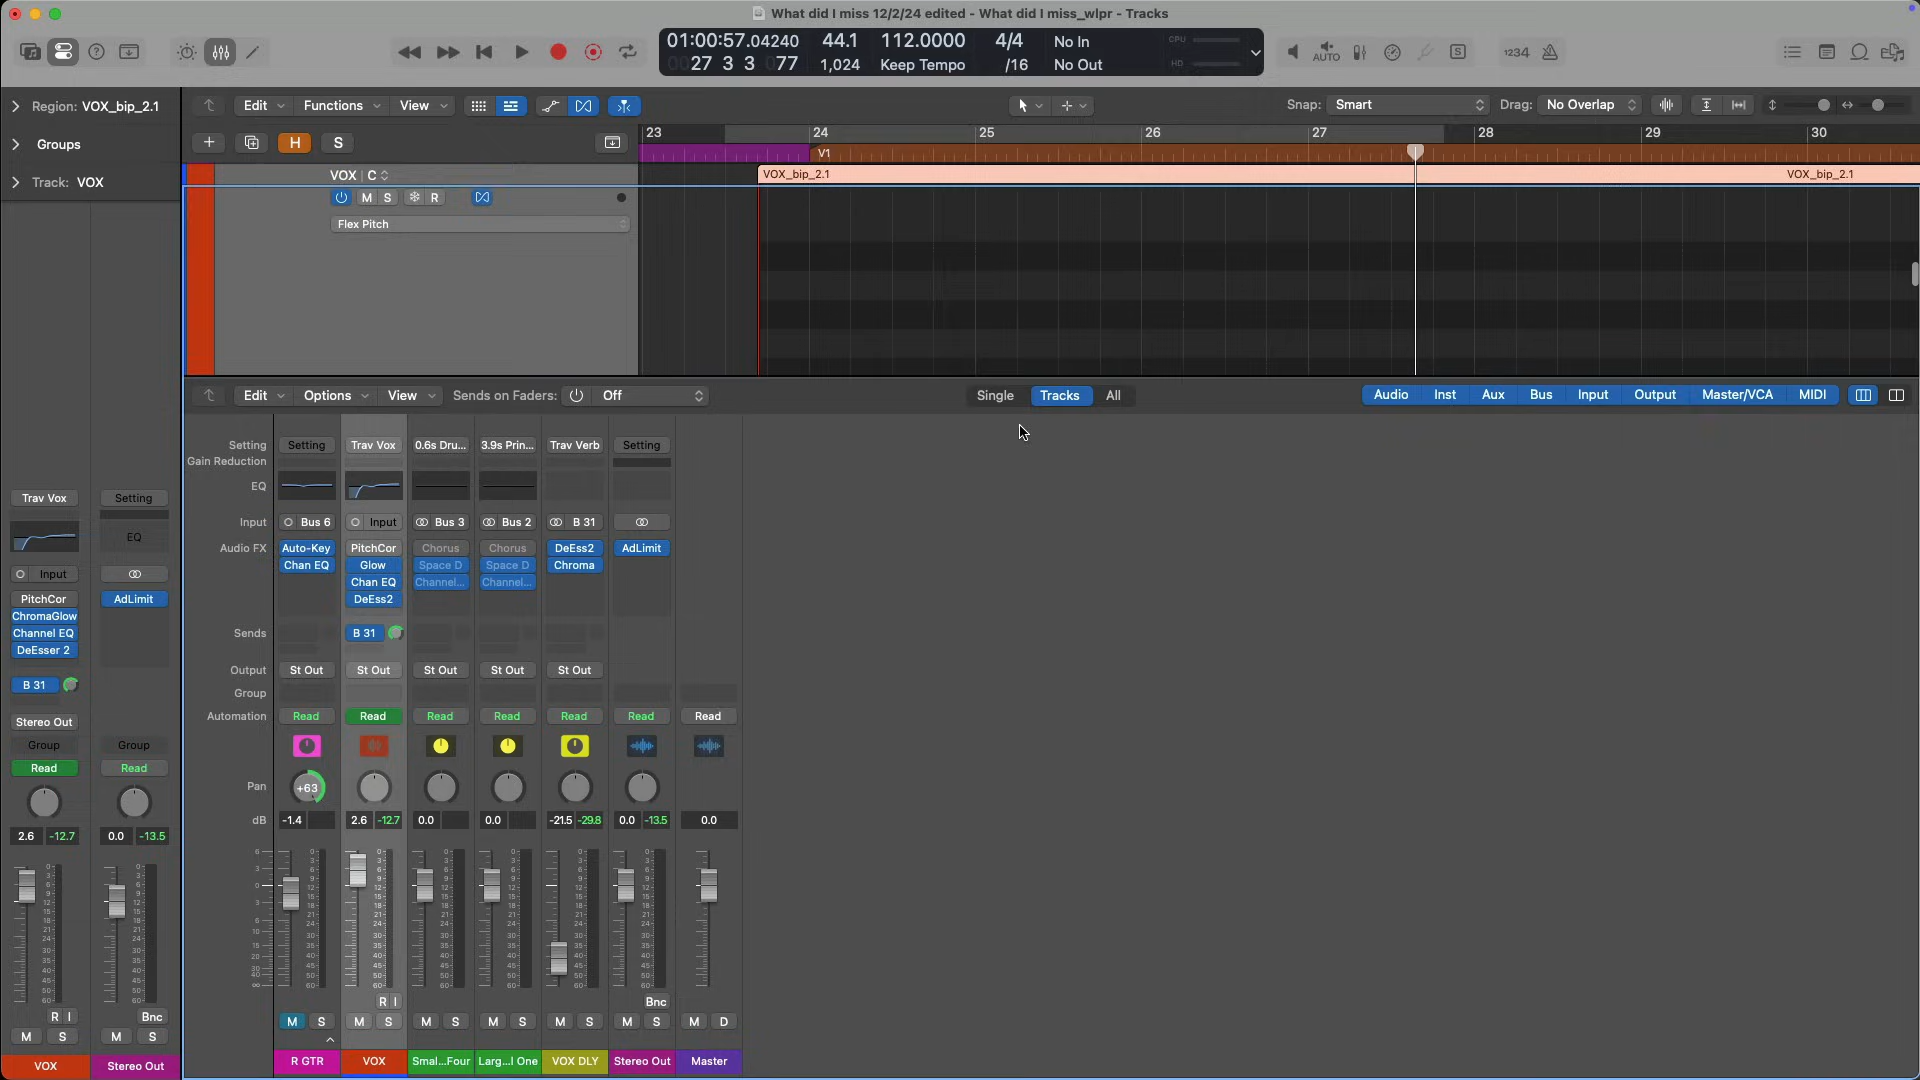 What did I miss 12/2/24 edited - What did I miss_wlpr - Tracks
01:00:57.04240 44.1 112.0000 4/4 No In
0027 3 3 077 1,024 Keep Tempo /16 No Out
CPU
HD
AUTO
S
1234
Region: VOX_bip_2.1
Groups
Track: VOX
Edit Functions View
Snap: Smart Drag: No Overlap
H S
23 24 25 26 27 28 29 30
V1
VOX | C
M S R
Flex Pitch
VOX_bip_2.1 VOX_bip_2.1
Edit Options View Sends on Faders: Off Single Tracks All Audio Inst Aux Bus Input Output Master/VCA MIDI
Setting Setting Trav Vox 0.6s Dru... 3.9s Prin... Trav Verb Setting
Gain Reduction
EQ
Input Bus 6 Input Bus 3 Bus 2 B 31
Audio FX Auto-Key PitchCor Chorus Chorus DeEss2 AdLimit
Chan EQ Glow Space D Space D Chroma
Chan EQ Channel... Channel...
DeEss2
Sends B 31
Output St Out St Out St Out St Out St Out
Group
Automation Read Read Read Read Read Read Read
Pan +63
dB -1.4 2.6 -12.7 0.0 0.0 -21.5 -29.8 0.0 -13.5 0.0
R I Bnc
M S M S M S M S M S M S M D
R GTR VOX Smal...Four Larg...l One VOX DLY Stereo Out Master
Trav Vox Setting
EQ
Input
PitchCor AdLimit
ChromaGlow
Channel EQ
DeEsser 2
B 31
Stereo Out
Group Group
Read Read
2.6 -12.7 0.0 -13.5
R I Bnc
M S M S
VOX Stereo Out